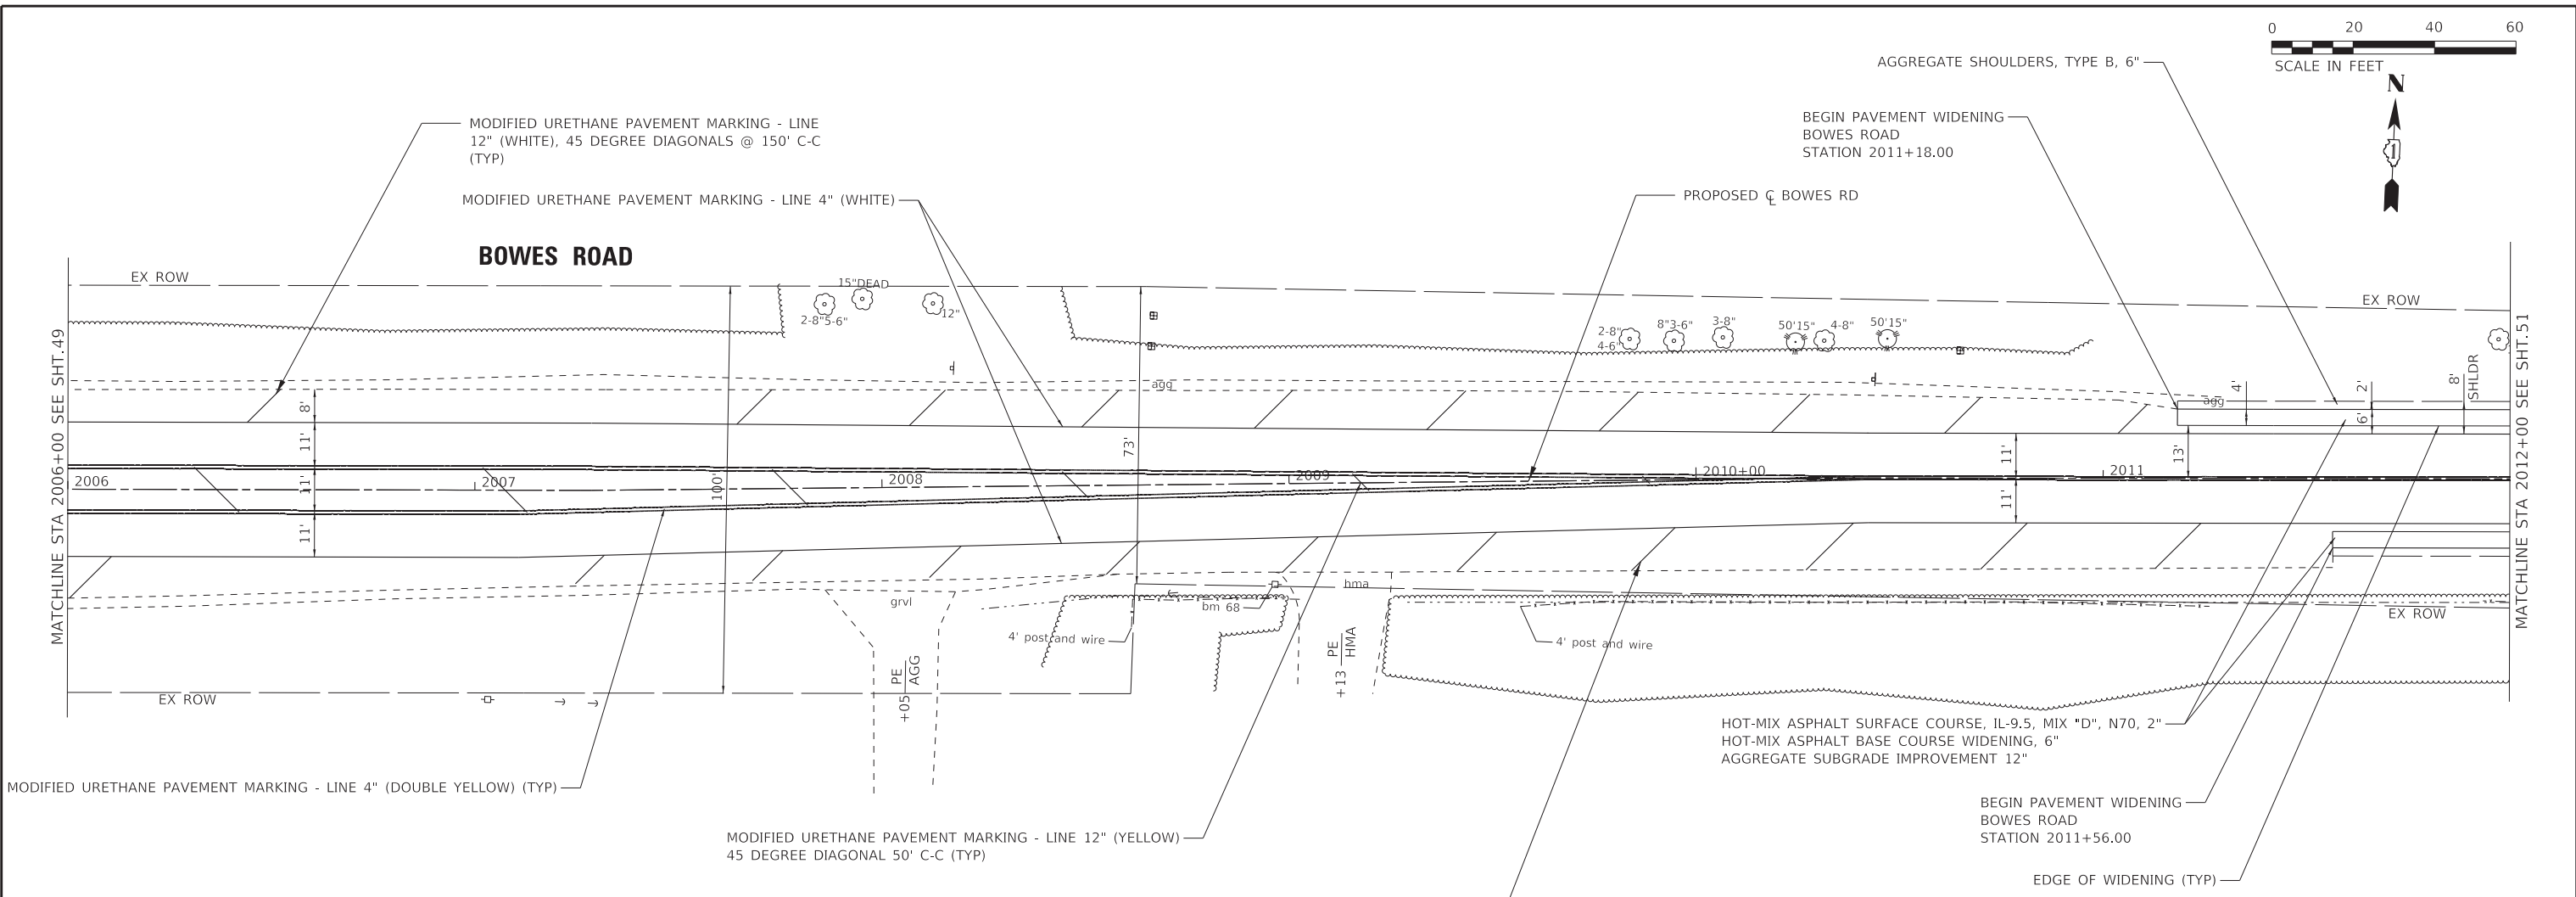 0 20 40 60
SCALE IN FEET
N
AGGREGATE SHOULDERS, TYPE B, 6"
BEGIN PAVEMENT WIDENING
BOWES ROAD
STATION 2011+18.00
MODIFIED URETHANE PAVEMENT MARKING - LINE
12" (WHITE), 45 DEGREE DIAGONALS @ 150' C-C
(TYP)
MODIFIED URETHANE PAVEMENT MARKING - LINE 4" (WHITE)
PROPOSED ℄ BOWES RD
BOWES ROAD
EX ROW
EX ROW
15"DEAD
2-8"5-6"
12"
2-8"
4-6"
8"3-6"
3-8"
50'15"
4-8"
50'15"
MATCHLINE STA 2006+00 SEE SHT.49
MATCHLINE STA 2012+00 SEE SHT.51
agg
agg
8'
11'
11'
11'
100'
73'
11'
11'
13'
4'
2'
6'
8'
SHLDR
2006
2007
2008
2009
2010+00
2011
grvl
hma
bm 68
4' post and wire
4' post and wire
+05 PE
AGG
+13 PE
HMA
EX ROW
EX ROW
HOT-MIX ASPHALT SURFACE COURSE, IL-9.5, MIX "D", N70, 2"
HOT-MIX ASPHALT BASE COURSE WIDENING, 6"
AGGREGATE SUBGRADE IMPROVEMENT 12"
MODIFIED URETHANE PAVEMENT MARKING - LINE 4" (DOUBLE YELLOW) (TYP)
BEGIN PAVEMENT WIDENING
BOWES ROAD
STATION 2011+56.00
MODIFIED URETHANE PAVEMENT MARKING - LINE 12" (YELLOW)
45 DEGREE DIAGONAL 50' C-C (TYP)
EDGE OF WIDENING (TYP)